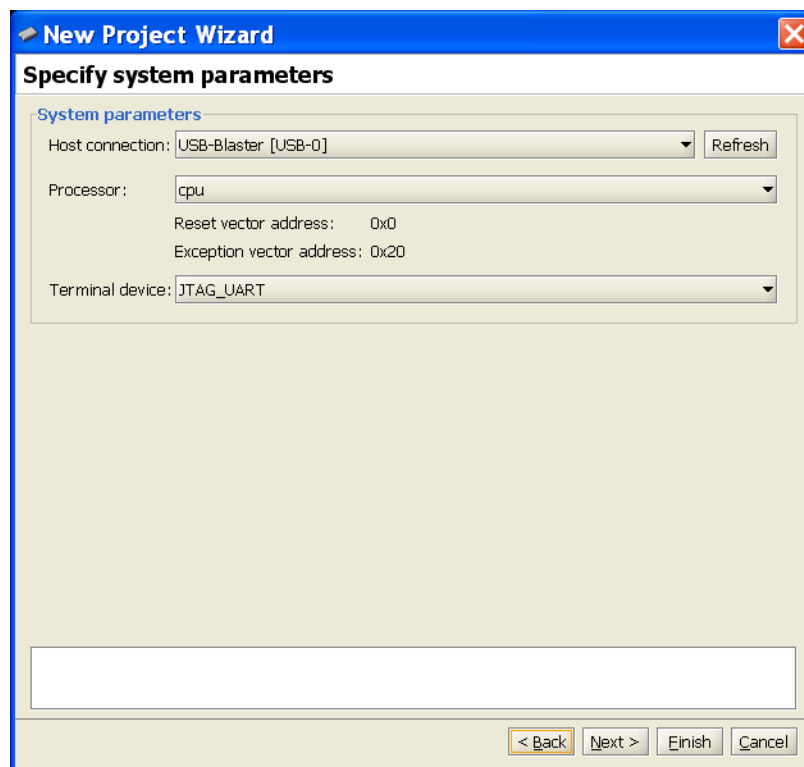 New Project Wizard
Specify system parameters
System parameters
Host connection: USB-Blaster [USB-0] Refresh
Processor: cpu
Reset vector address: 0x0
Exception vector address: 0x20
Terminal device: JTAG_UART
< Back Next > Finish Cancel